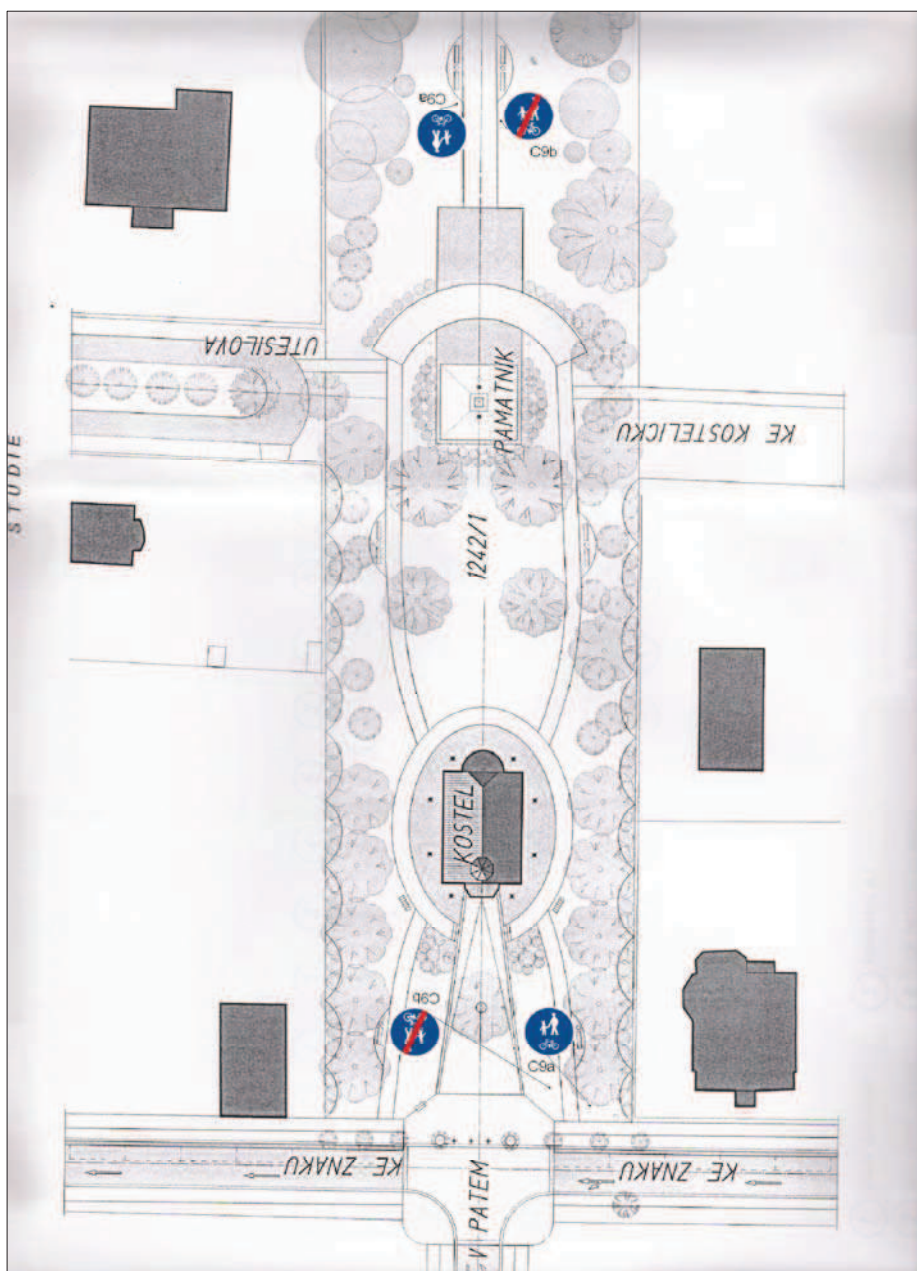 C9a
C9b
UTESILOVA
PAMATNIK
KE KOSTELICKU
STUDIE
1242/1
KOSTEL
C9b
C9a
KE ZNAKU
KE ZNAKU
V PATEM